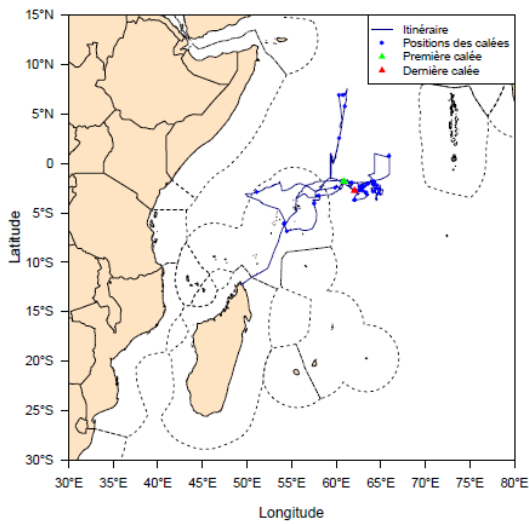 Itinéraire
Positions des calées
Première calée
Dernière calée
15°N
10°N
5°N
0
5°S
10°S
15°S
20°S
25°S
30°S
Latitude
30°E 35°E 40°E 45°E 50°E 55°E 60°E 65°E 70°E 75°E 80°E
Longitude